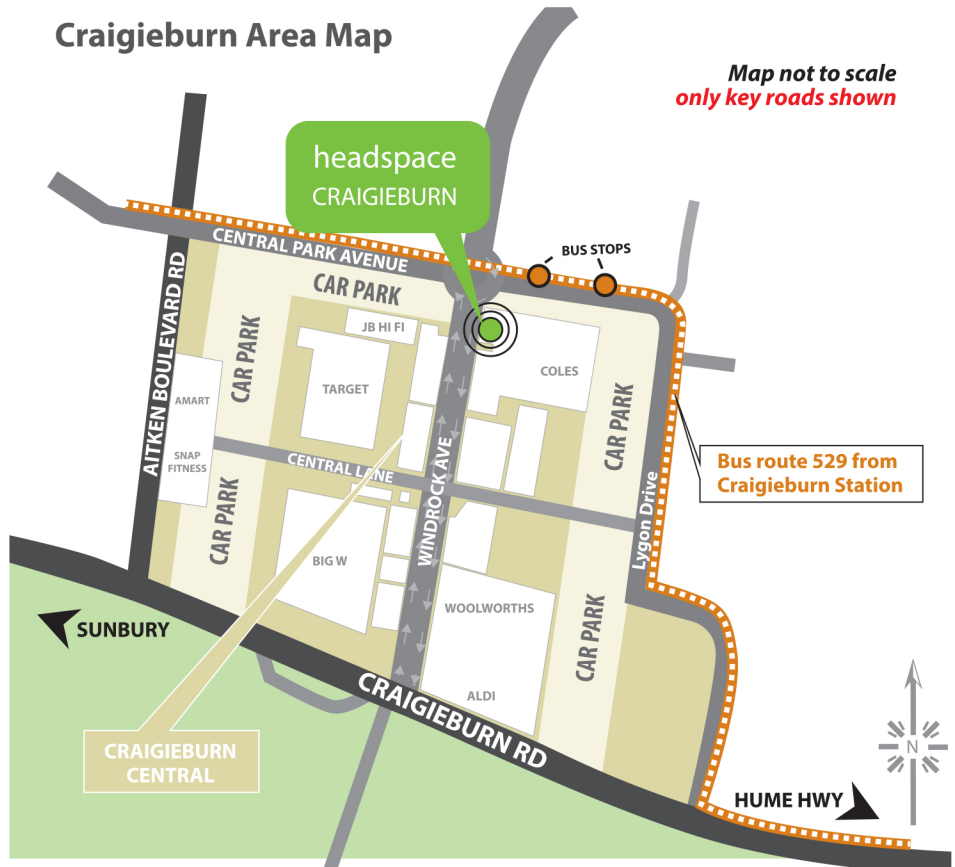 Craigieburn Area Map
Map not to scale
only key roads shown
headspace
CRAIGIEBURN
BUS STOPS
CENTRAL PARK AVENUE
CAR PARK
JB HI FI
AITKEN BOULEVARD RD
CAR PARK
TARGET
COLES
AMART
CAR PARK
SNAP
FITNESS
CENTRAL LANE
WINDROCK AVE
Bus route 529 from
Craigieburn Station
Lygon Drive
CAR PARK
BIG W
WOOLWORTHS
CAR PARK
SUNBURY
ALDI
CRAIGIEBURN RD
CRAIGIEBURN
CENTRAL
N
HUME HWY